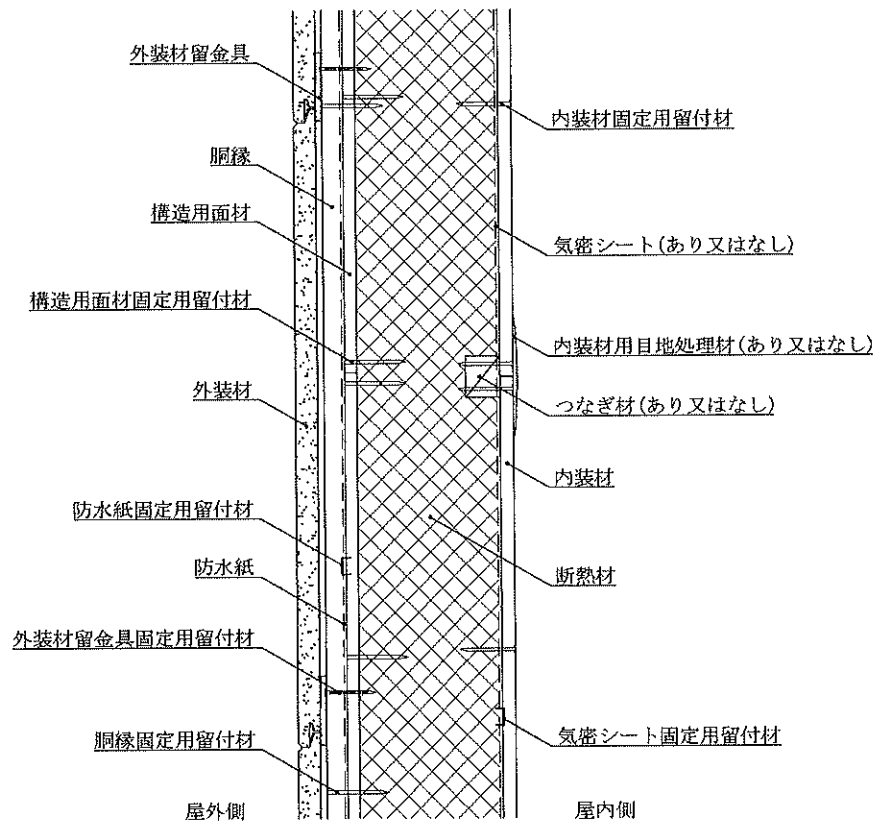 外装材留金具
胴縁
構造用面材
構造用面材固定用留付材
外装材
防水紙固定用留付材
防水紙
外装材留金具固定用留付材
胴縁固定用留付材
屋外側
内装材固定用留付材
気密シート(あり又はなし)
内装材用目地処理材(あり又はなし)
つなぎ材(あり又はなし)
内装材
断熱材
気密シート固定用留付材
屋内側